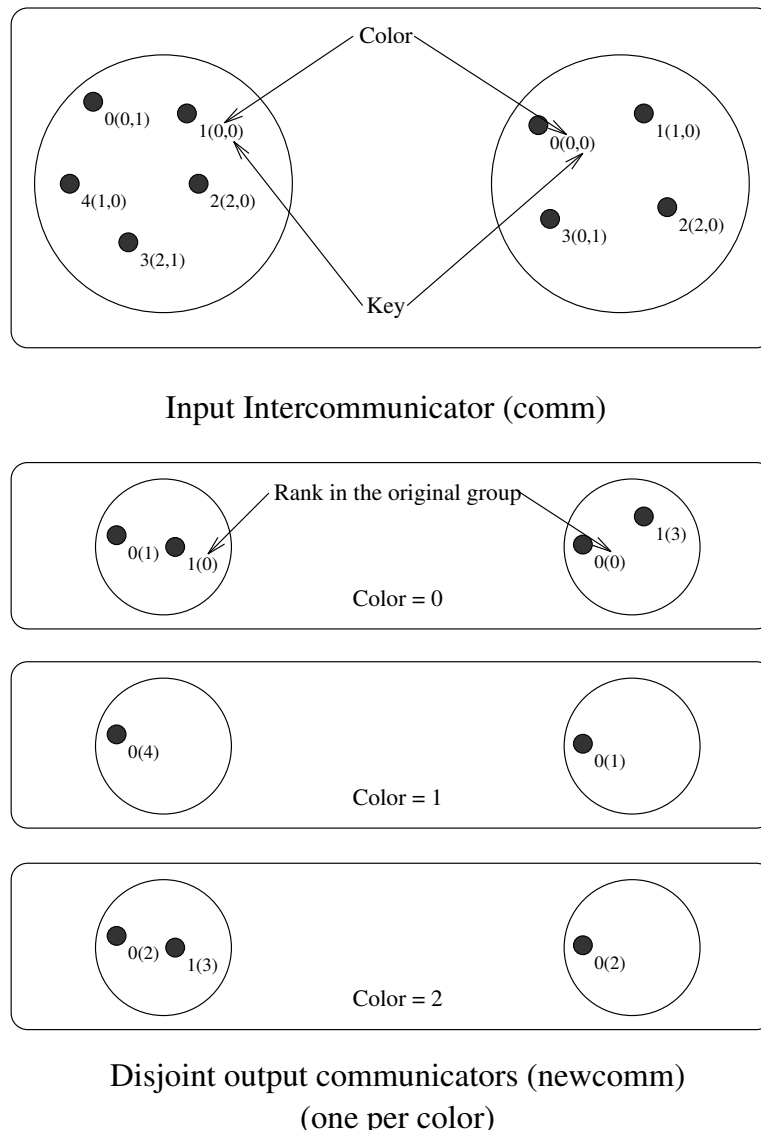 Color
0(0,1)
1(0,0)
4(1,0)
2(2,0)
3(2,1)
0(0,0)
1(1,0)
3(0,1)
2(2,0)
Key
Input Intercommunicator (comm)
Rank in the original group
0(1)
1(0)
0(0)
1(3)
Color = 0
0(4)
0(1)
Color = 1
0(2)
1(3)
0(2)
Color = 2
Disjoint output communicators (newcomm)
(one per color)